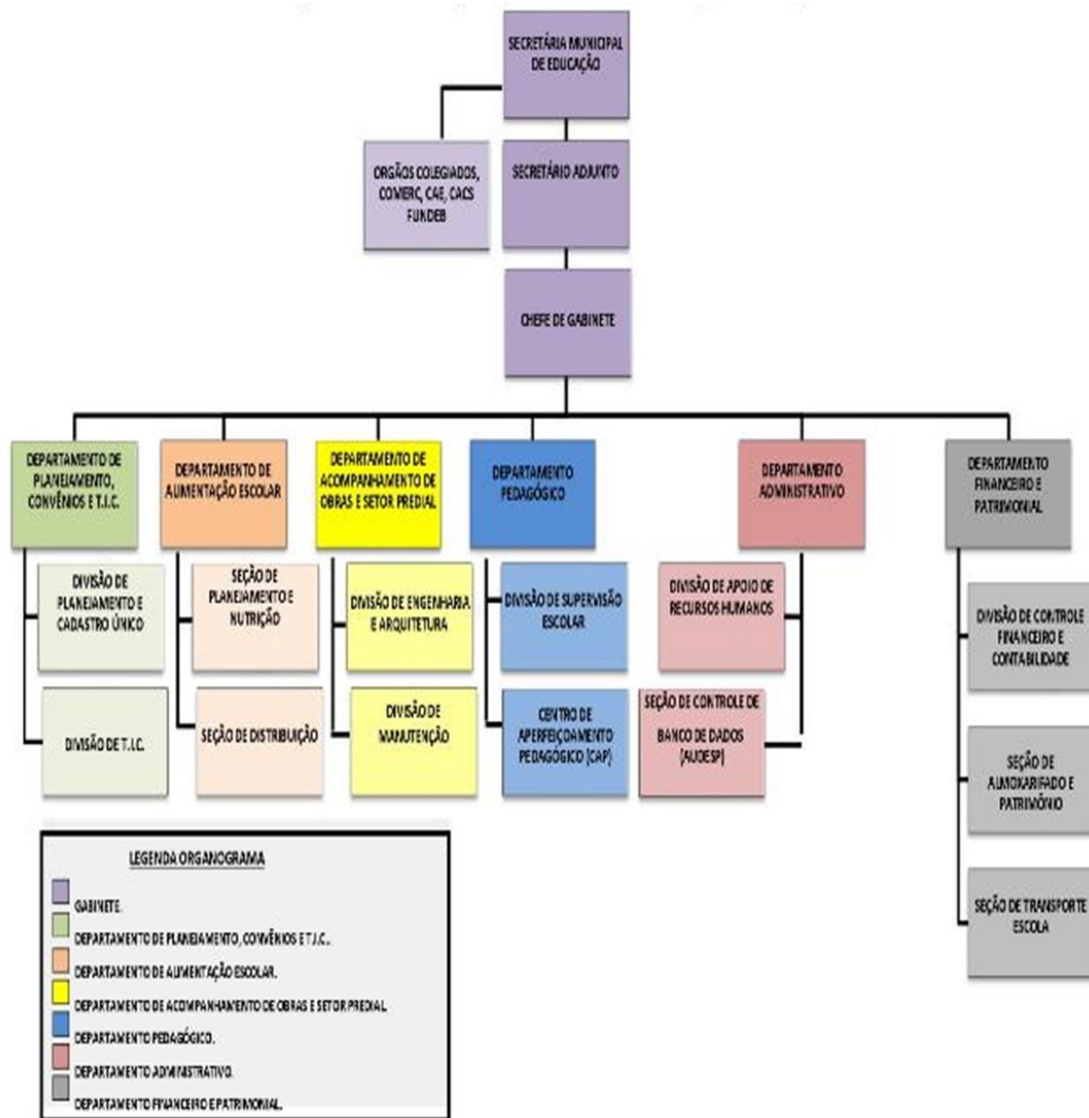 SECRETÁRIA MUNICIPAL
DE EDUCAÇÃO
ORGÃOS COLEGIADOS,
COMERC, CAE, CACS
FUNDEB
SECRETÁRIO ADJUNTO
CHEFE DE GABINETE
DEPARTAMENTO DE
PLANEJAMENTO,
CONVÊNIOS E T.I.C.
DEPARTAMENTO DE
ALIMENTAÇÃO ESCOLAR
DEPARTAMENTO DE
ACOMPANHAMENTO DE
OBRAS E SETOR PREDIAL
DEPARTAMENTO
PEDAGÓGICO
DEPARTAMENTO
ADMINISTRATIVO
DEPARTAMENTO
FINANCEIRO E
PATRIMONIAL
DIVISÃO DE
PLANEJAMENTO E
CADASTRO ÚNICO
SEÇÃO DE
PLANEJAMENTO E
NUTRIÇÃO
DIVISÃO DE ENGENHARIA
E ARQUITETURA
DIVISÃO DE SUPERVISÃO
ESCOLAR
DIVISÃO DE APOIO DE
RECURSOS HUMANOS
DIVISÃO DE CONTROLE
FINANCEIRO E
CONTABILIDADE
DIVISÃO DE T.I.C.
SEÇÃO DE DISTRIBUIÇÃO
DIVISÃO DE
MANUTENÇÃO
CENTRO DE
APERFEIÇOAMENTO
PEDAGÓGICO (CAP)
SEÇÃO DE CONTROLE DE
BANCO DE DADOS
(AUDESP)
SEÇÃO DE
ALMOXARIFADO E
PATRIMÔNIO
SEÇÃO DE TRANSPORTE
ESCOLA
LEGENDA ORGANOGRAMA
GABINETE.
DEPARTAMENTO DE PLANEJAMENTO, CONVÊNIOS E T.I.C..
DEPARTAMENTO DE ALIMENTAÇÃO ESCOLAR.
DEPARTAMENTO DE ACOMPANHAMENTO DE OBRAS E SETOR PREDIAL.
DEPARTAMENTO PEDAGÓGICO.
DEPARTAMENTO ADMINISTRATIVO.
DEPARTAMENTO FINANCEIRO E PATRIMONIAL.